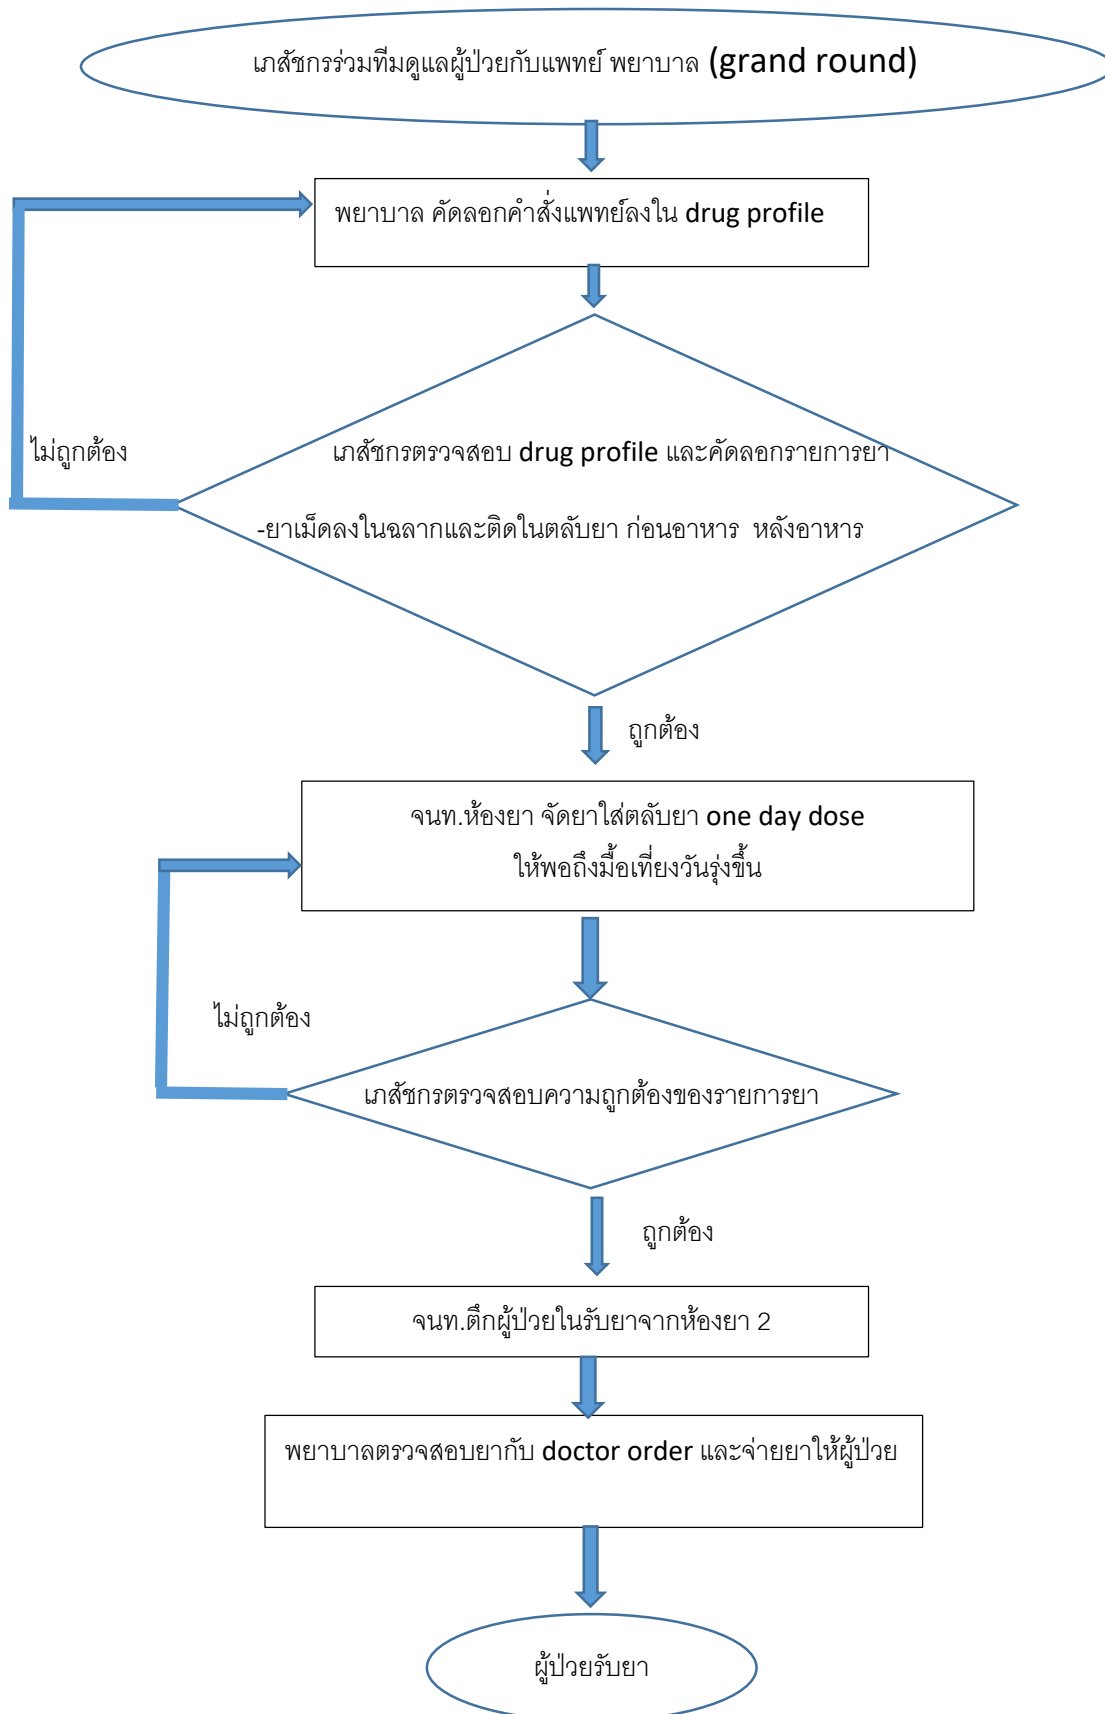 เภสัชกรร่วมทีมดูแลผู้ป่วยกับแพทย์ พยาบาล (grand round)
พยาบาล คัดลอกคำสั่งแพทย์ลงใน drug profile
ไม่ถูกต้อง
เภสัชกรตรวจสอบ drug profile และคัดลอกรายการยา
-ยาเม็ดลงในฉลากและติดในตลับยา ก่อนอาหาร หลังอาหาร
ถูกต้อง
จนท.ห้องยา จัดยาใส่ตลับยา one day dose
ให้พอถึงมื้อเที่ยงวันรุ่งขึ้น
ไม่ถูกต้อง
เภสัชกรตรวจสอบความถูกต้องของรายการยา
ถูกต้อง
จนท.ตึกผู้ป่วยในรับยาจากห้องยา 2
พยาบาลตรวจสอบยากับ doctor order และจ่ายยาให้ผู้ป่วย
ผู้ป่วยรับยา